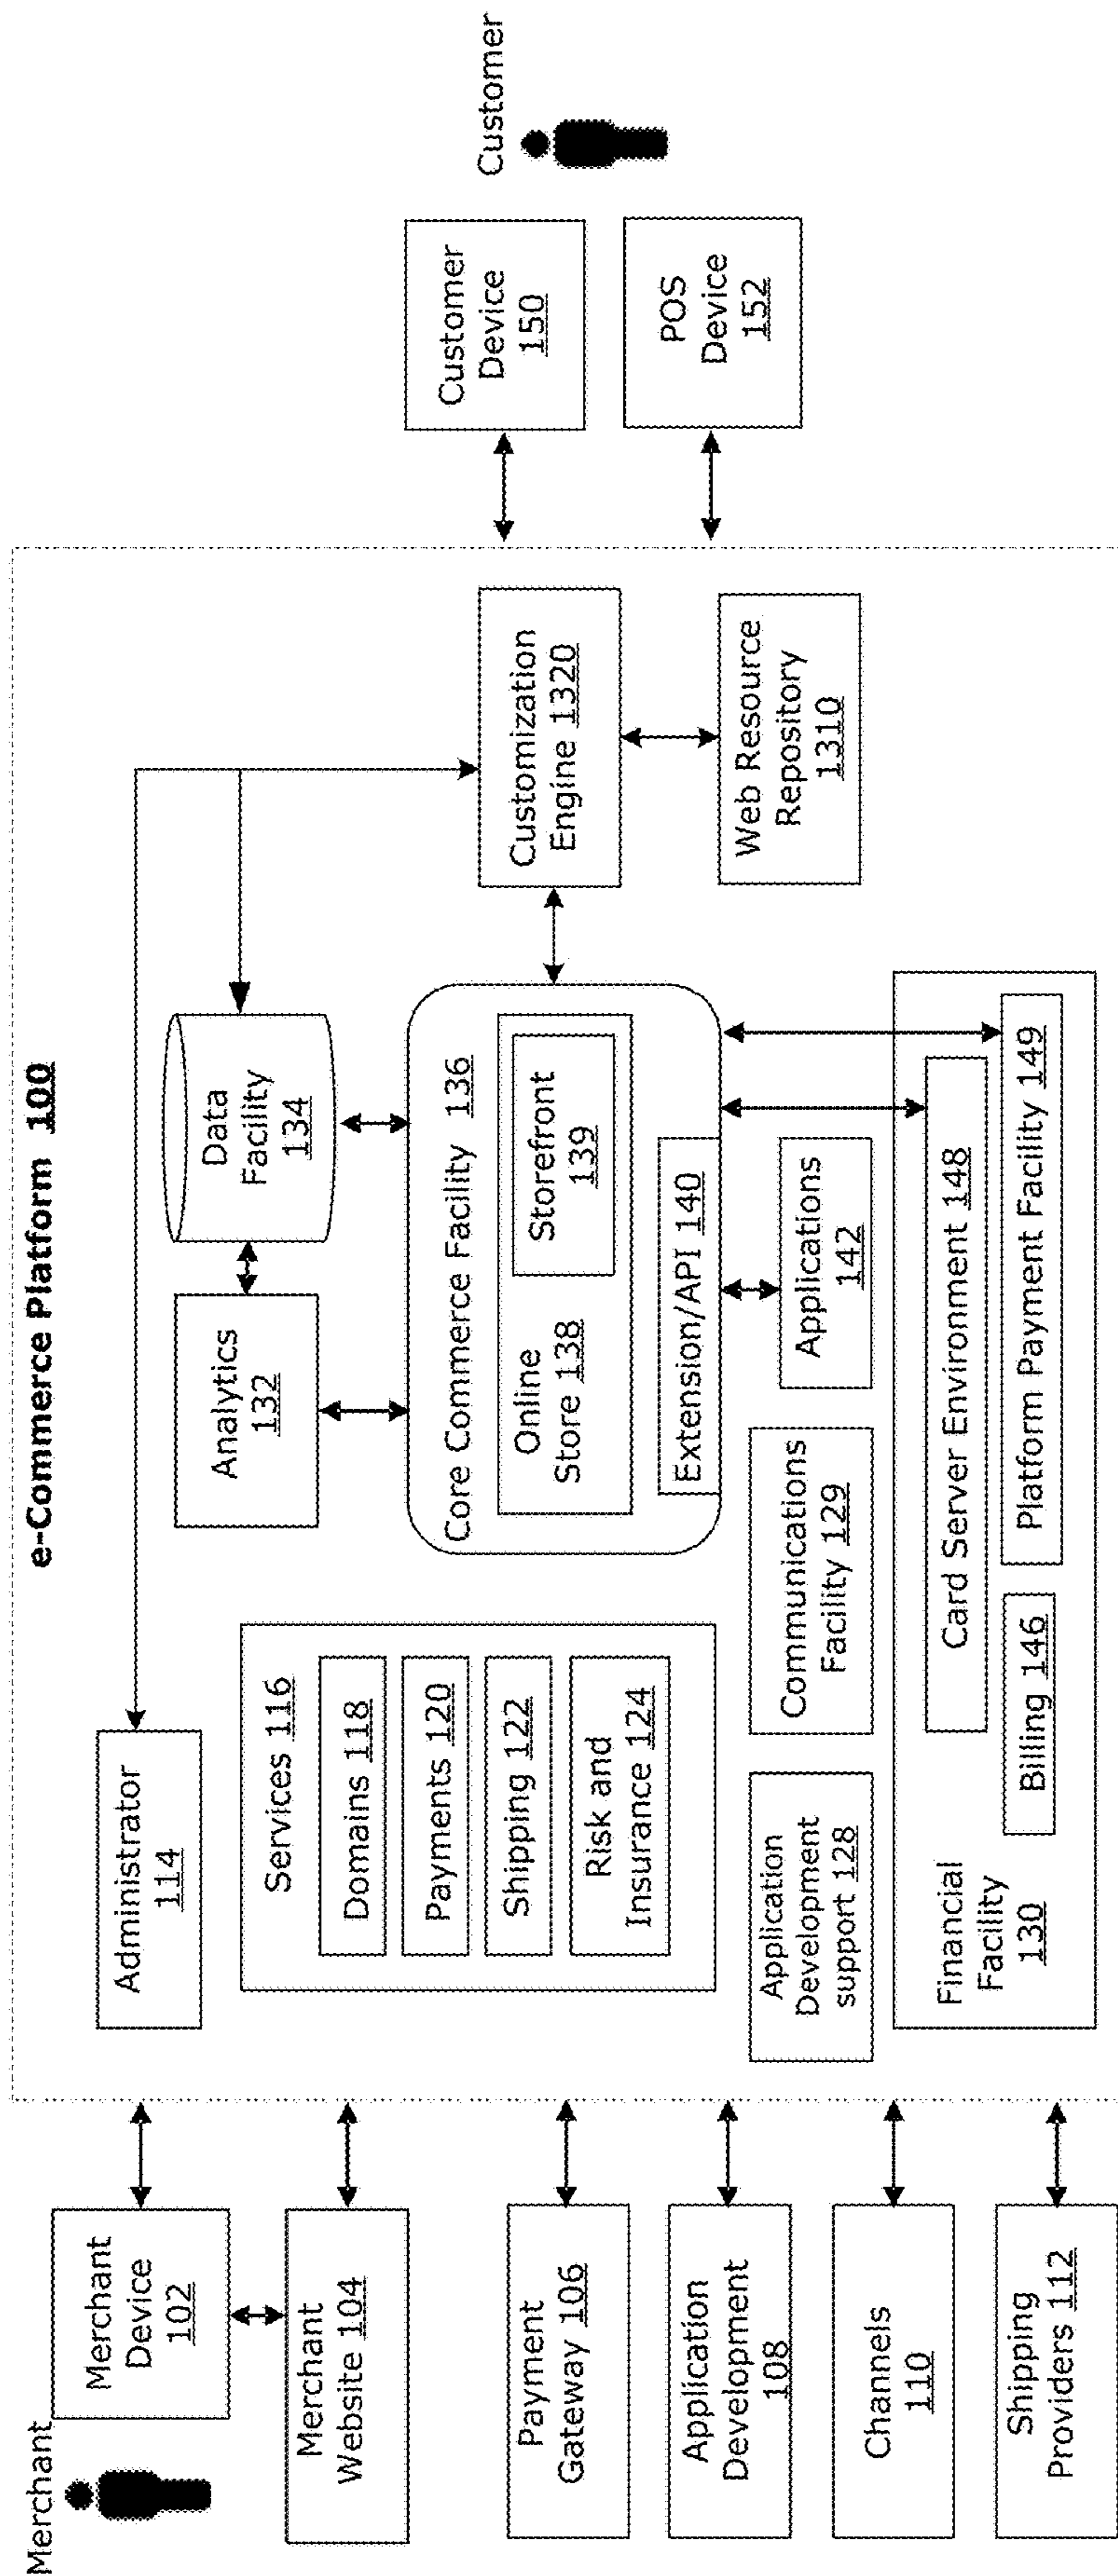 e-Commerce Platform 100
Merchant
Merchant
Device
102
Merchant
Website 104
Payment
Gateway 106
Application
Development
108
Channels
110
Shipping
Providers 112
Administrator
114
Services 116
Domains 118
Payments 120
Shipping 122
Risk and
Insurance 124
Application
Development
support 128
Communications
Facility 129
Financial
Facility
130
Billing 146
Card Server Environment 148
Platform Payment Facility 149
Analytics
132
Data
Facility
134
Core Commerce Facility 136
Online
Store 138
Storefront
139
Extension/API 140
Applications
142
Customization
Engine 1320
Web Resource
Repository
1310
Customer
Device
150
POS
Device
152
Customer